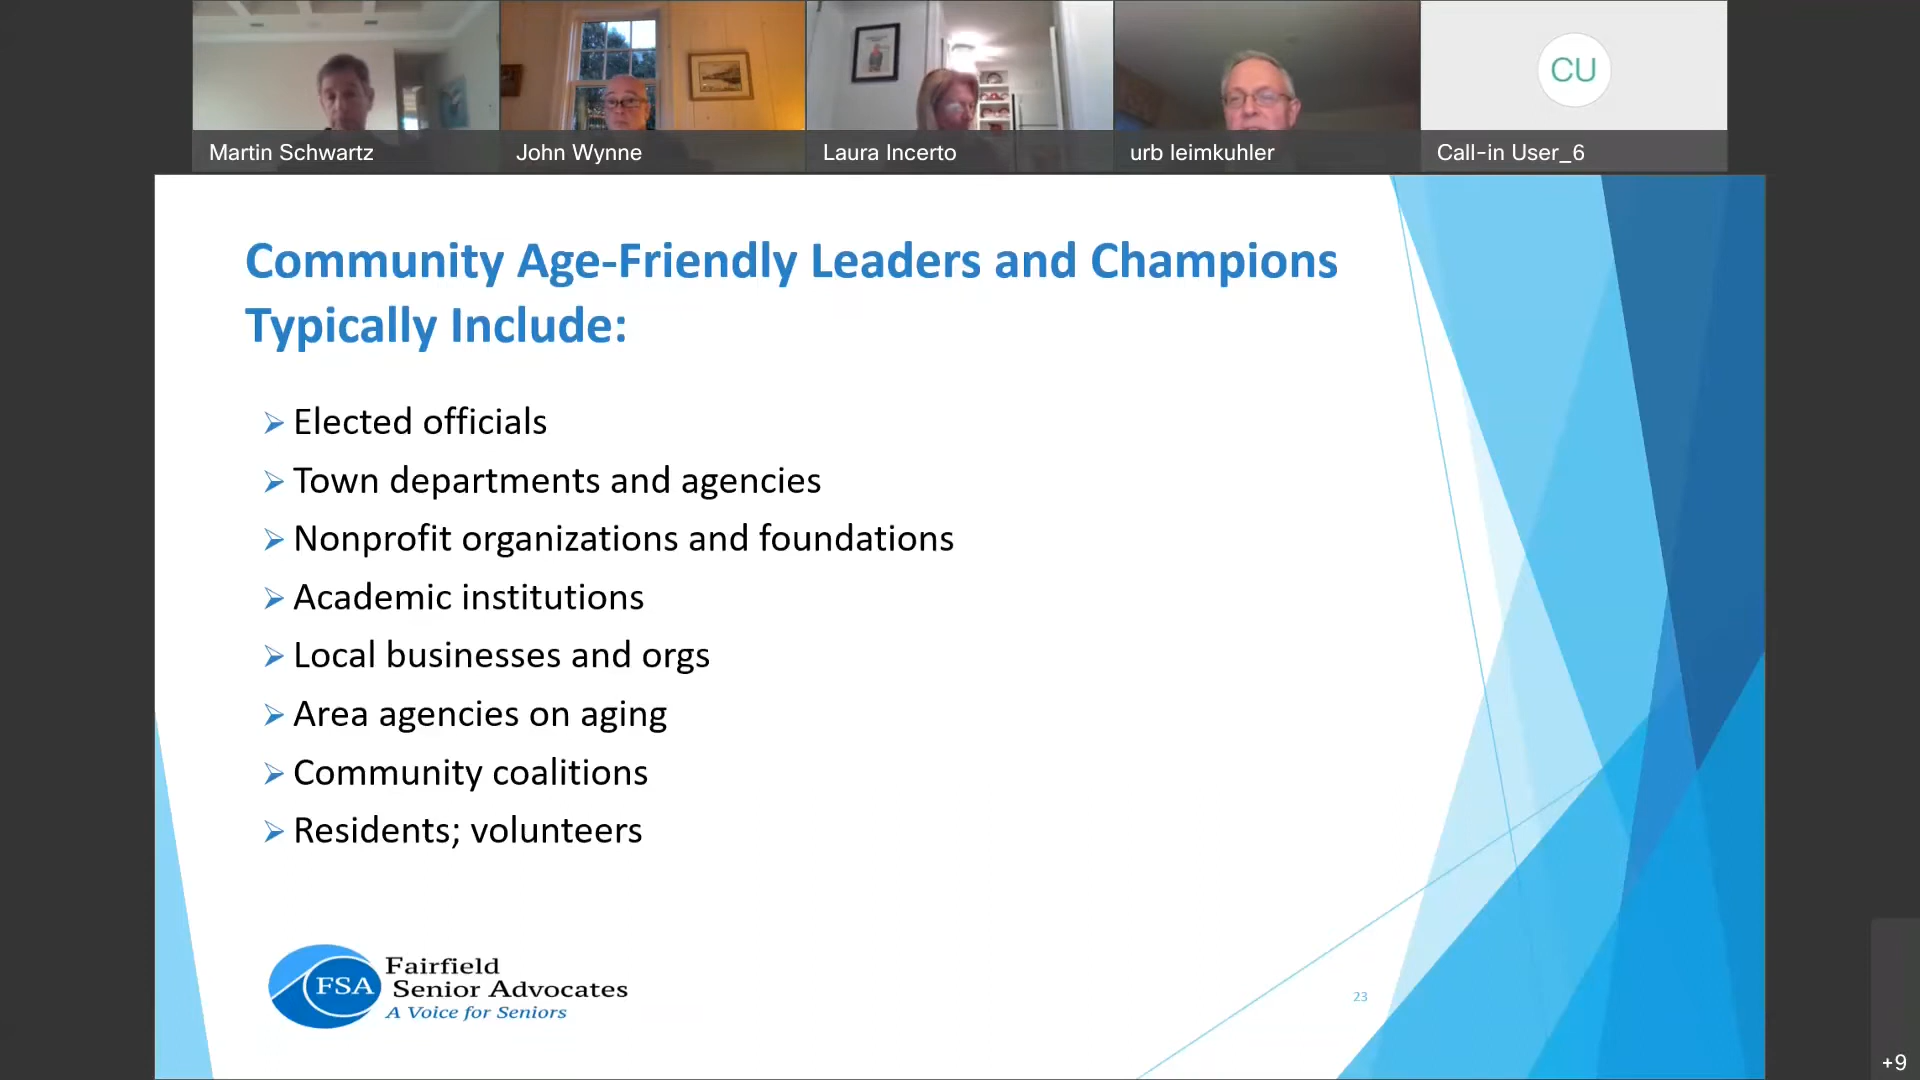 Martin Schwartz
John Wynne
Laura Incerto
urb leimkuhler
CU
Call-in User_6
Community Age-Friendly Leaders and Champions
Typically Include:
Elected officials
Town departments and agencies
Nonprofit organizations and foundations
Academic institutions
Local businesses and orgs
Area agencies on aging
Community coalitions
Residents; volunteers
FSA
Fairfield
Senior Advocates
A Voice for Seniors
23
+9